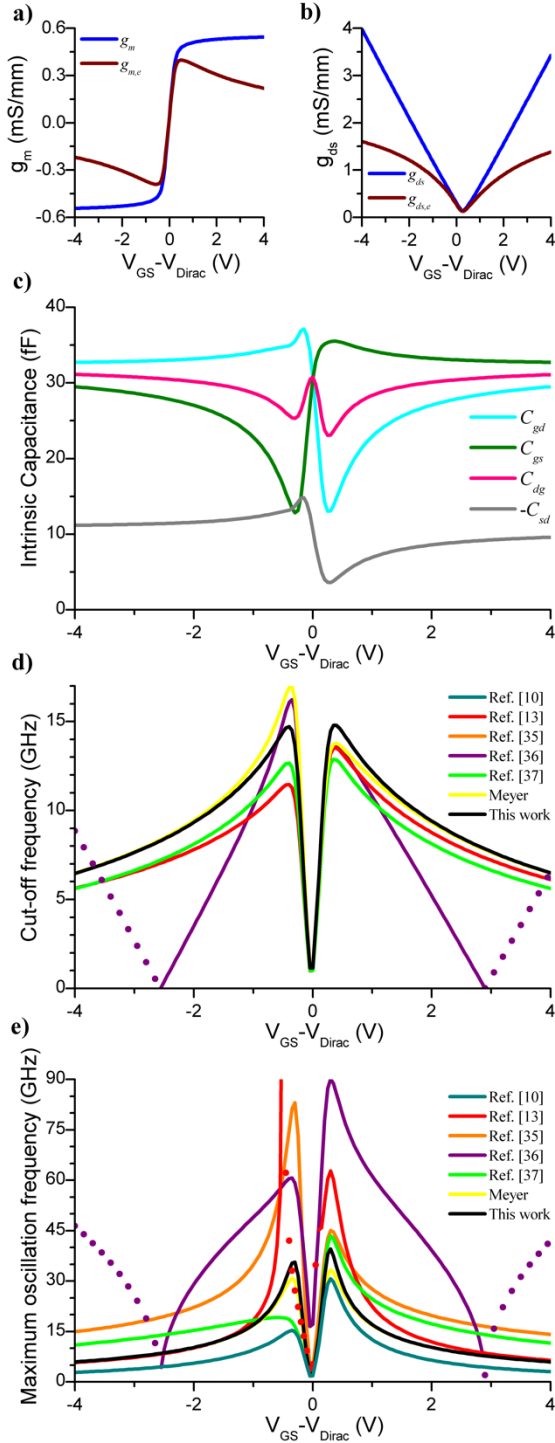 a)
g_m
g_m,e
g_m (mS/mm)
0.6
0.3
0.0
-0.3
-0.6
-4 -2 0 2 4
V_GS-V_Dirac (V)
b)
g_ds
g_ds,e
g_ds (mS/mm)
4
3
2
1
0
-4 -2 0 2 4
V_GS-V_Dirac (V)
c)
Intrinsic Capacitance (fF)
40
30
20
10
0
C_gd
C_gs
C_dg
-C_sd
-4 -2 0 2 4
V_GS-V_Dirac (V)
d)
Cut-off frequency (GHz)
15
10
5
0
Ref. [10]
Ref. [13]
Ref. [35]
Ref. [36]
Ref. [37]
Meyer
This work
-4 -2 0 2 4
V_GS-V_Dirac (V)
e)
Maximum oscillation frequency (GHz)
90
75
60
45
30
15
0
Ref. [10]
Ref. [13]
Ref. [35]
Ref. [36]
Ref. [37]
Meyer
This work
-4 -2 0 2 4
V_GS-V_Dirac (V)